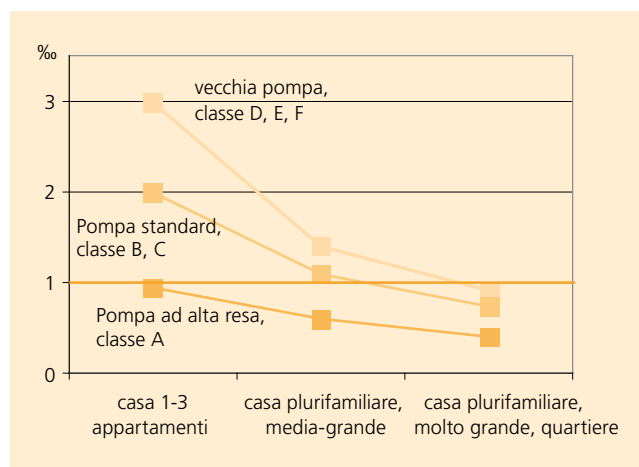 ‰
3
2
1
0
vecchia pompa,
classe D, E, F
Pompa standard,
classe B, C
Pompa ad alta resa,
classe A
casa 1-3
appartamenti
casa plurifamiliare,
media-grande
casa plurifamiliare,
molto grande, quartiere